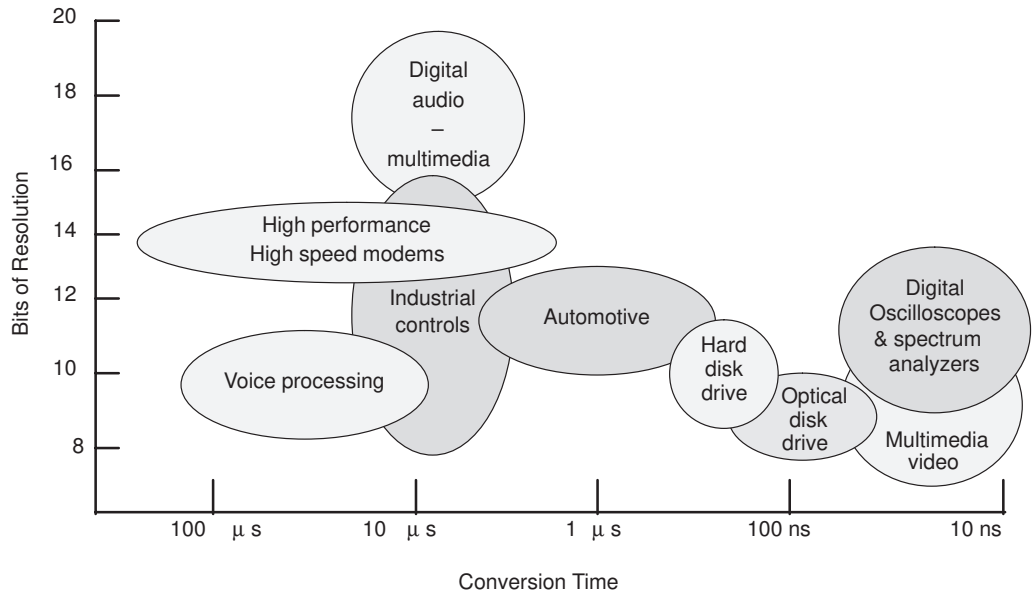 20
18
16
14
12
10
8
Bits of Resolution
Digital
audio
–
multimedia
High performance
High speed modems
Industrial
controls
Automotive
Voice processing
Hard
disk
drive
Optical
disk
drive
Digital
Oscilloscopes
& spectrum
analyzers
Multimedia
video
100 μ s
10 μ s
1 μ s
100 ns
10 ns
Conversion Time